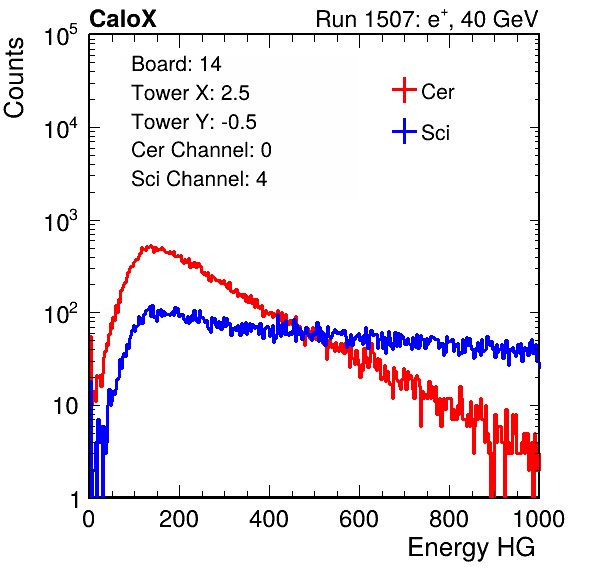 CaloX Run 1507: e⁺, 40 GeV
Counts
10⁵
10⁴
10³
10²
10
1
Board: 14
Tower X: 2.5
Tower Y: -0.5
Cer Channel: 0
Sci Channel: 4
Cer
Sci
0 200 400 600 800 1000
Energy HG